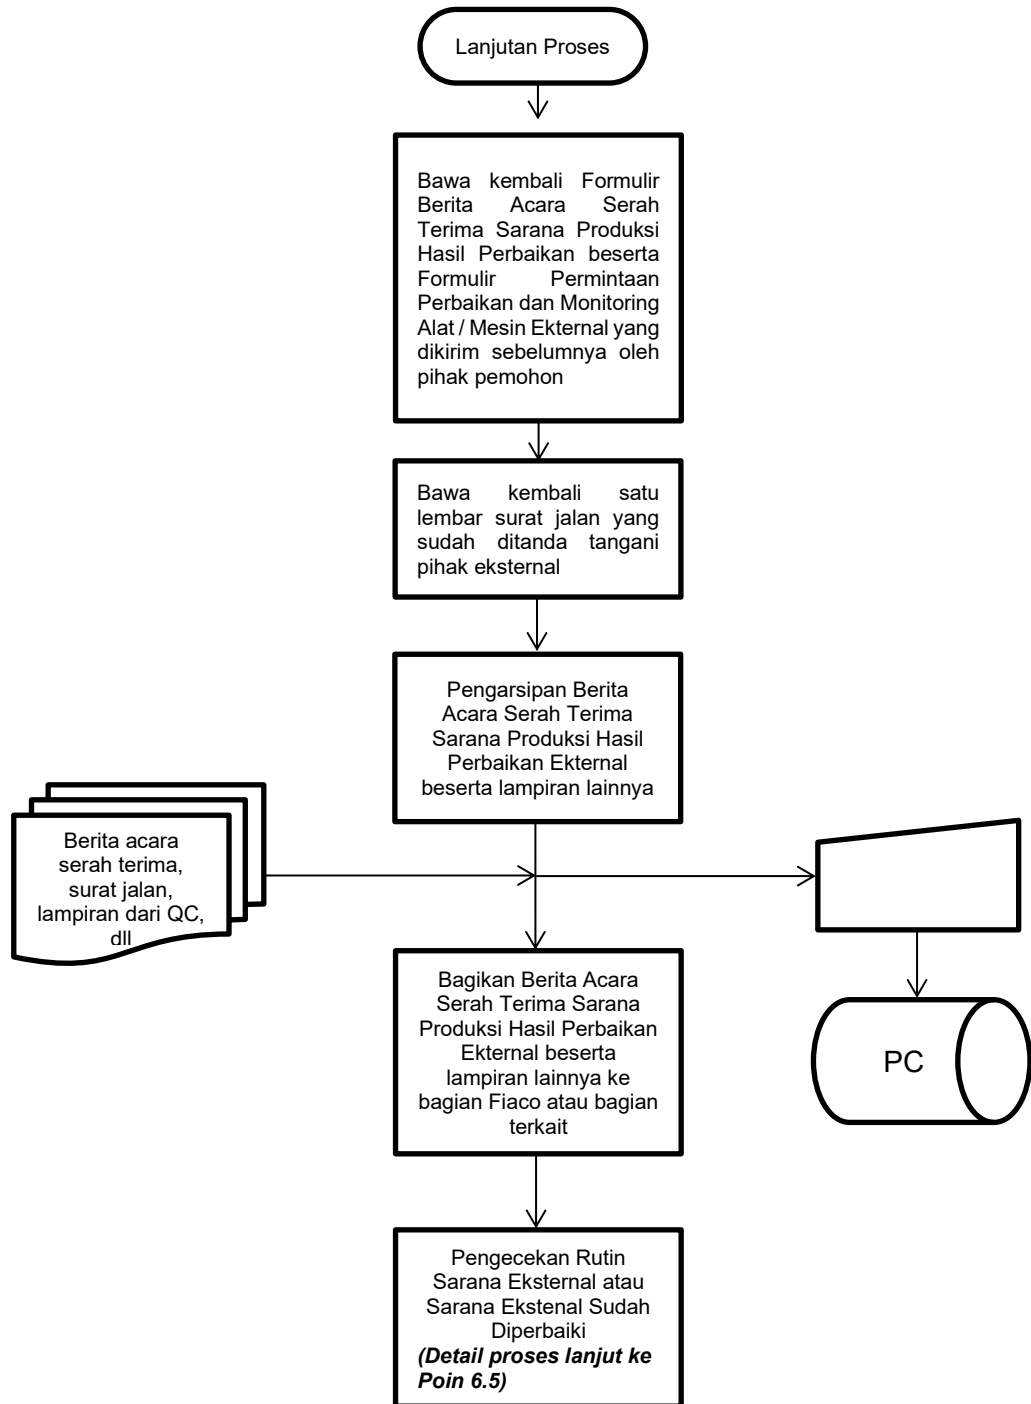 Lanjutan Proses
Bawa kembali Formulir
Berita Acara Serah
Terima Sarana Produksi
Hasil Perbaikan beserta
Formulir Permintaan
Perbaikan dan Monitoring
Alat / Mesin Ekternal yang
dikirim sebelumnya oleh
pihak pemohon
Bawa kembali satu
lembar surat jalan yang
sudah ditanda tangani
pihak eksternal
Pengarsipan Berita
Acara Serah Terima
Sarana Produksi Hasil
Perbaikan Ekternal
beserta lampiran lainnya
Berita acara
serah terima,
surat jalan,
lampiran dari QC,
dll
Bagikan Berita Acara
Serah Terima Sarana
Produksi Hasil Perbaikan
Ekternal beserta
lampiran lainnya ke
bagian Fiaco atau bagian
terkait
PC
Pengecekan Rutin
Sarana Eksternal atau
Sarana Ekstenal Sudah
Diperbaiki
(Detail proses lanjut ke
Poin 6.5)